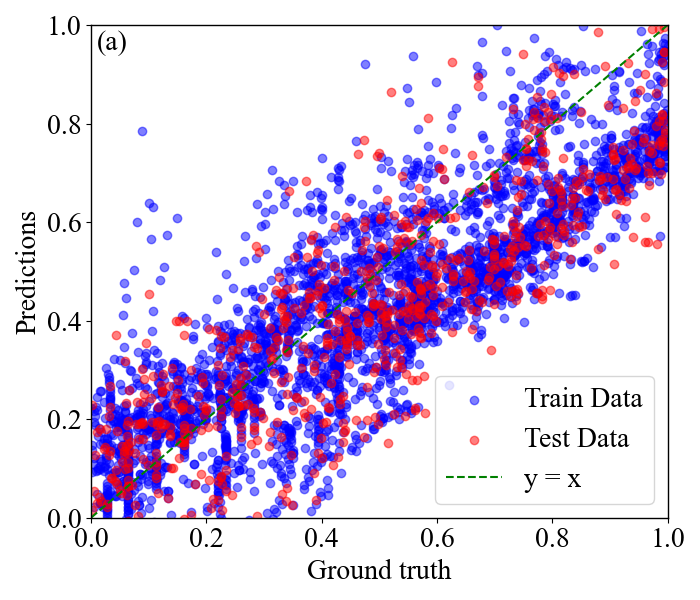 (a)
1.0
0.8
0.6
0.4
0.2
0.0
Predictions
Train Data
Test Data
y = x
0.0 0.2 0.4 0.6 0.8 1.0
Ground truth